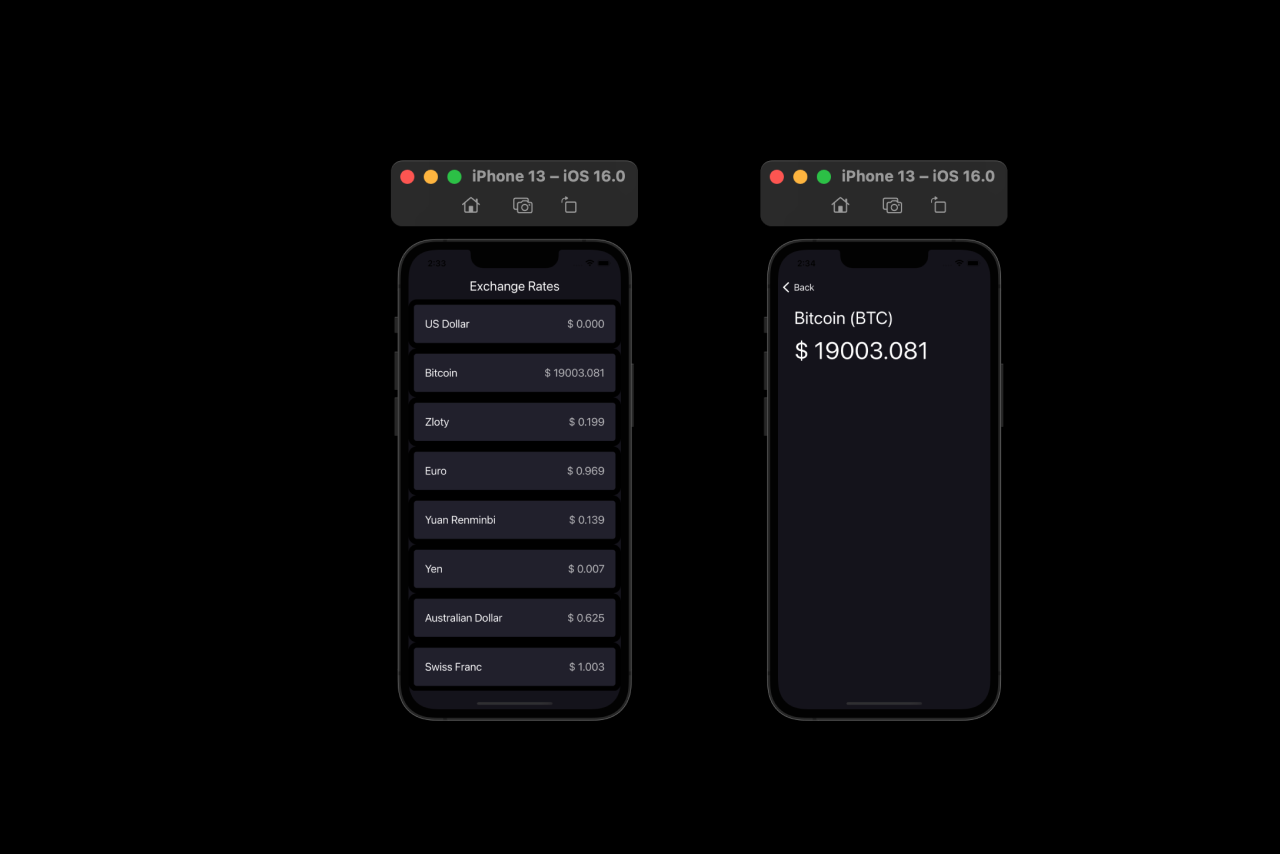 iPhone 13 – iOS 16.0
2:33
Exchange Rates
US Dollar $ 0.000
Bitcoin $ 19003.081
Zloty $ 0.199
Euro $ 0.969
Yuan Renminbi $ 0.139
Yen $ 0.007
Australian Dollar $ 0.625
Swiss Franc $ 1.003
iPhone 13 – iOS 16.0
Back
Bitcoin (BTC)
$ 19003.081